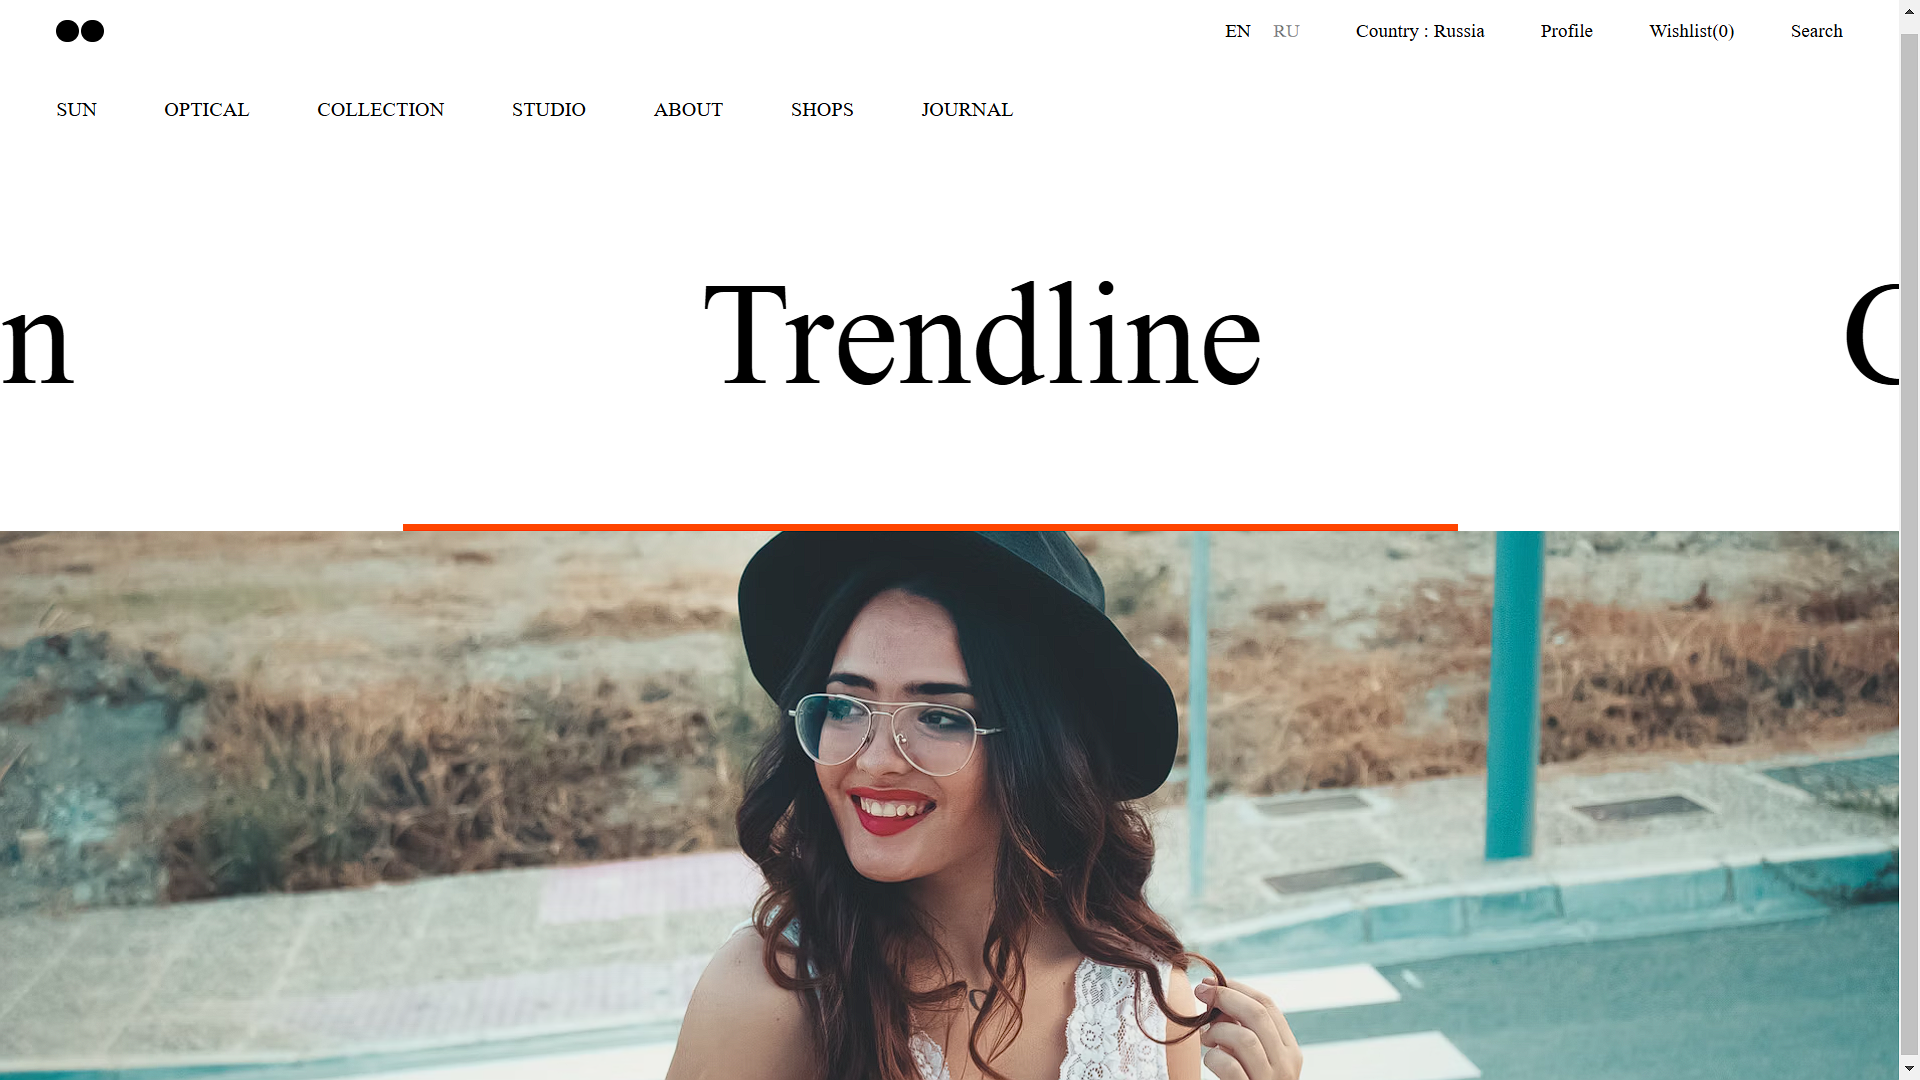 EN RU Country : Russia Profile Wishlist(0) Search
SUN OPTICAL COLLECTION STUDIO ABOUT SHOPS JOURNAL
n Trendline